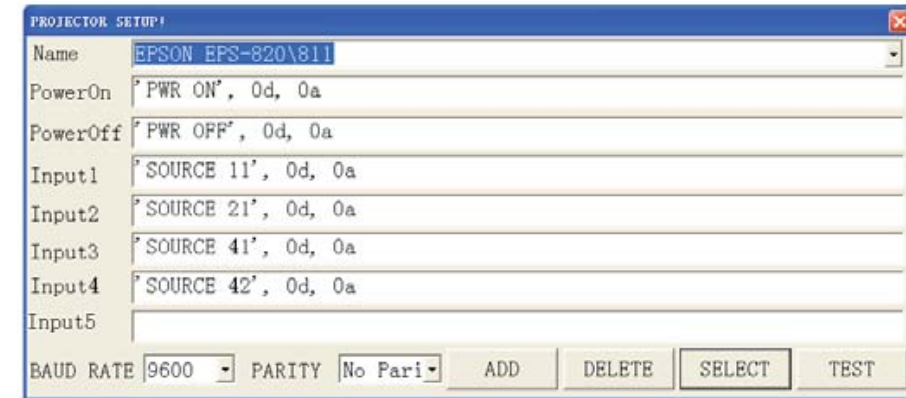 PROJECTOR SETUP!
Name EPSON EPS-820\811
PowerOn 'PWR ON', 0d, 0a
PowerOff 'PWR OFF', 0d, 0a
Input1 'SOURCE 11', 0d, 0a
Input2 'SOURCE 21', 0d, 0a
Input3 'SOURCE 41', 0d, 0a
Input4 'SOURCE 42', 0d, 0a
Input5
BAUD RATE 9600 PARITY No Pari ADD DELETE SELECT TEST